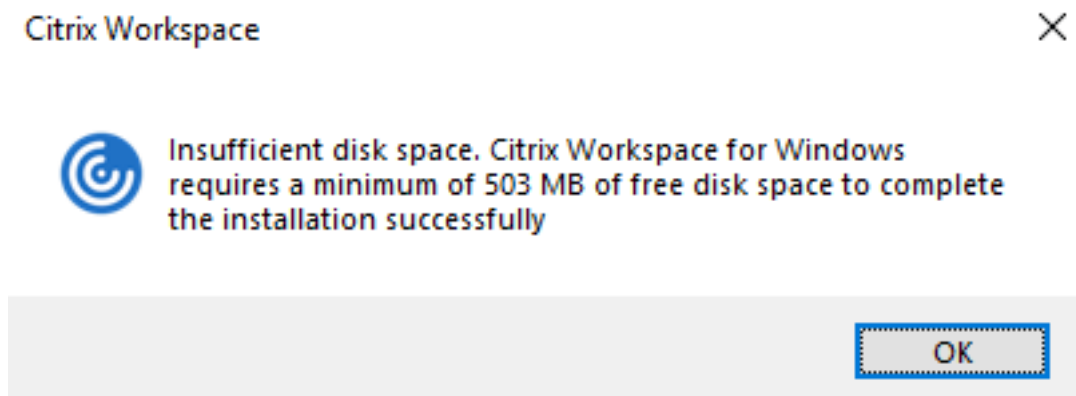 Citrix Workspace
Insufficient disk space. Citrix Workspace for Windows
requires a minimum of 503 MB of free disk space to complete
the installation successfully
OK